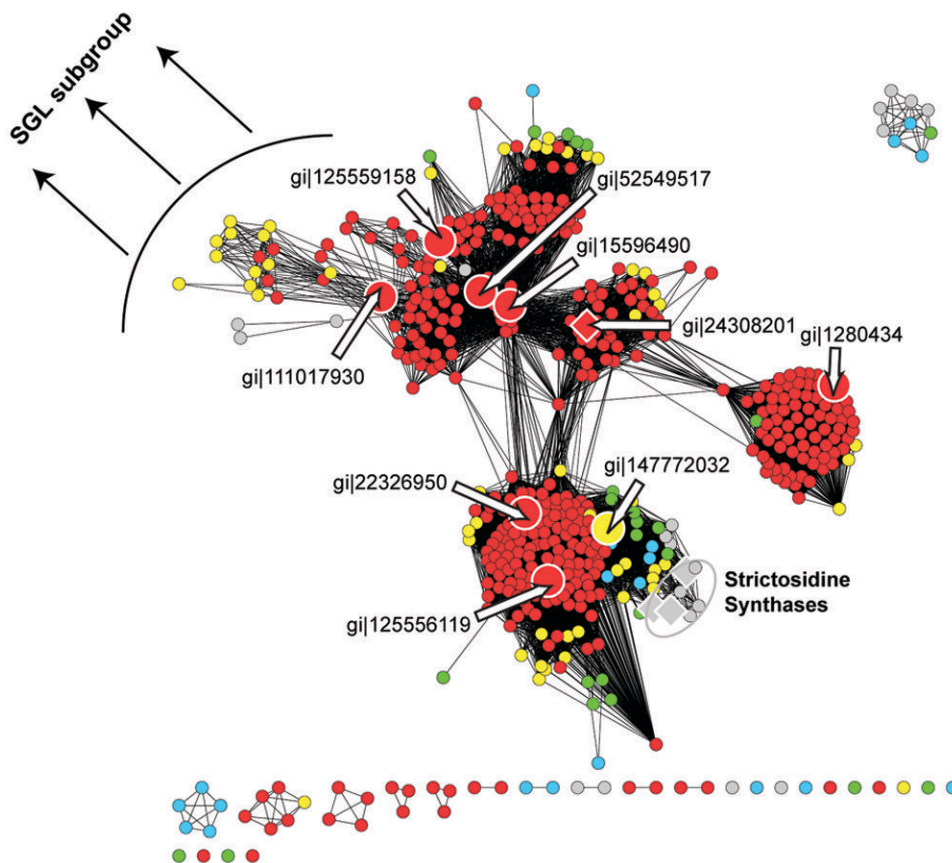 SGL subgroup
gi|125559158
gi|52549517
gi|15596490
gi|24308201
gi|1280434
gi|111017930
gi|22326950
gi|147772032
Strictosidine
Synthases
gi|125556119